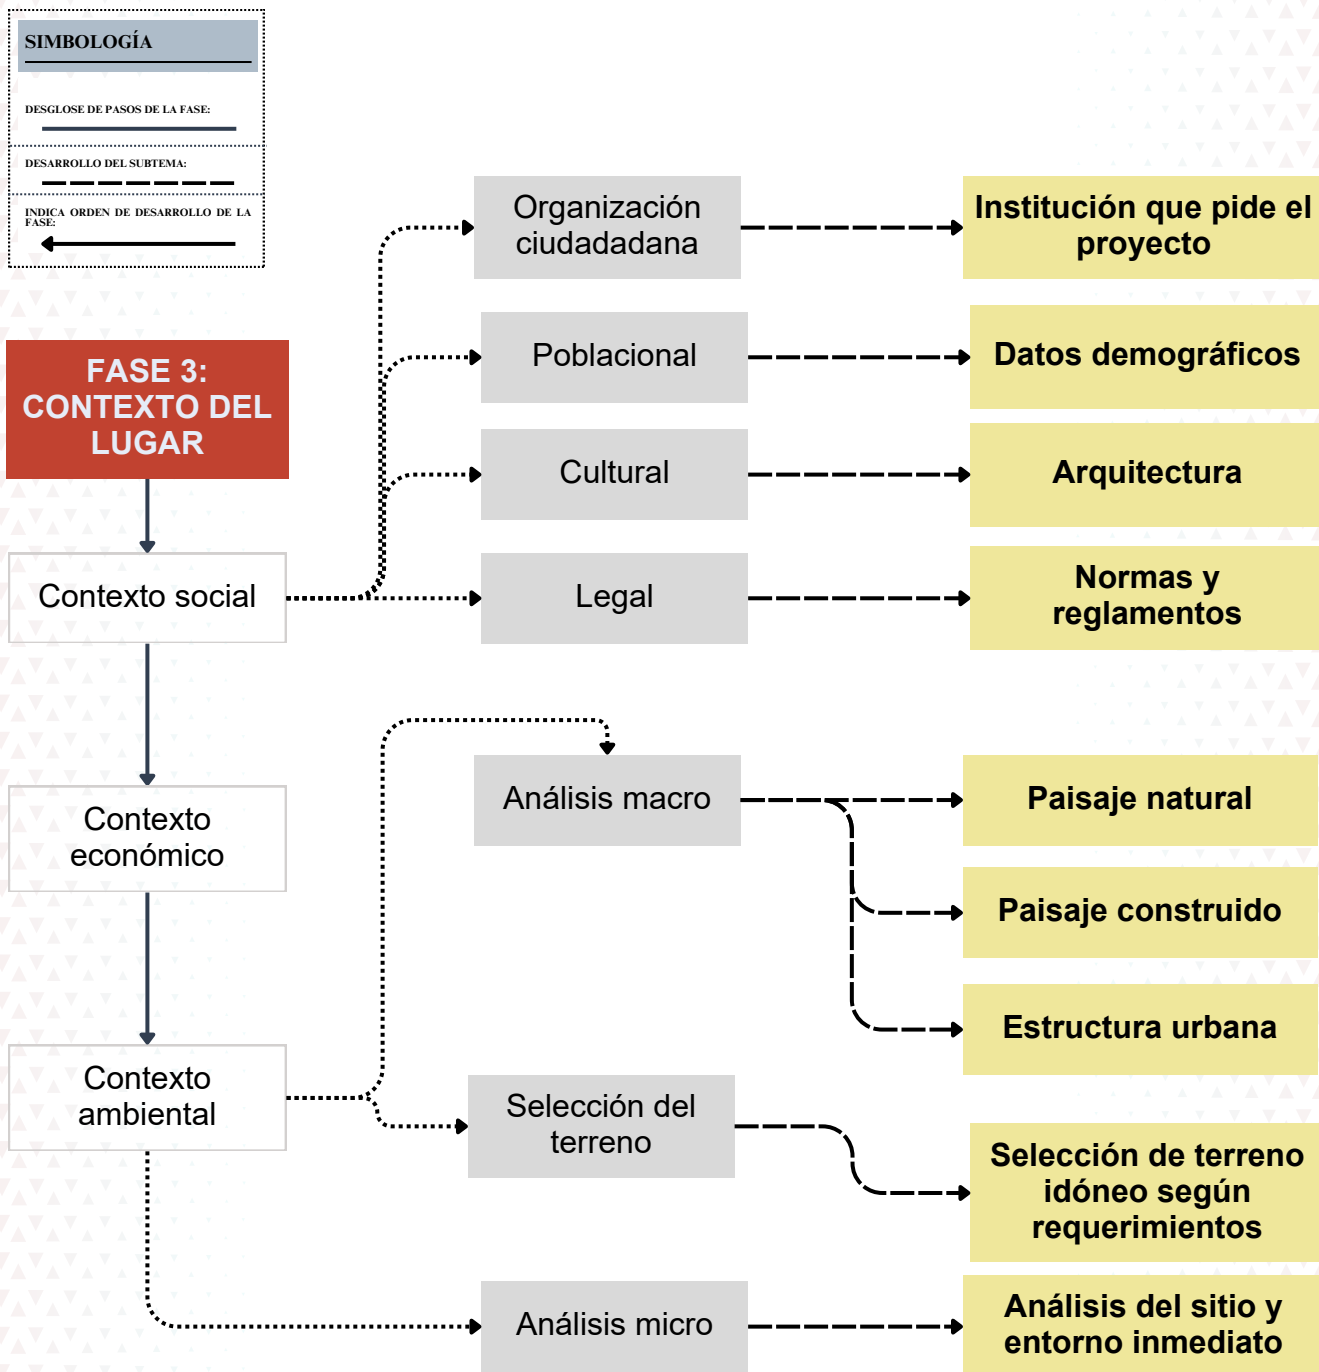 SIMBOLOGÍA
DESGLOSE DE PASOS DE LA FASE:
DESARROLLO DEL SUBTEMA:
INDICA ORDEN DE DESARROLLO DE LA
FASE:
FASE 3:
CONTEXTO DEL
LUGAR
Contexto social
Organización
ciudadadana
Institución que pide el
proyecto
Poblacional
Datos demográficos
Cultural
Arquitectura
Legal
Normas y
reglamentos
Contexto
económico
Contexto
ambiental
Análisis macro
Paisaje natural
Paisaje construido
Estructura urbana
Selección del
terreno
Selección de terreno
idóneo según
requerimientos
Análisis micro
Análisis del sitio y
entorno inmediato